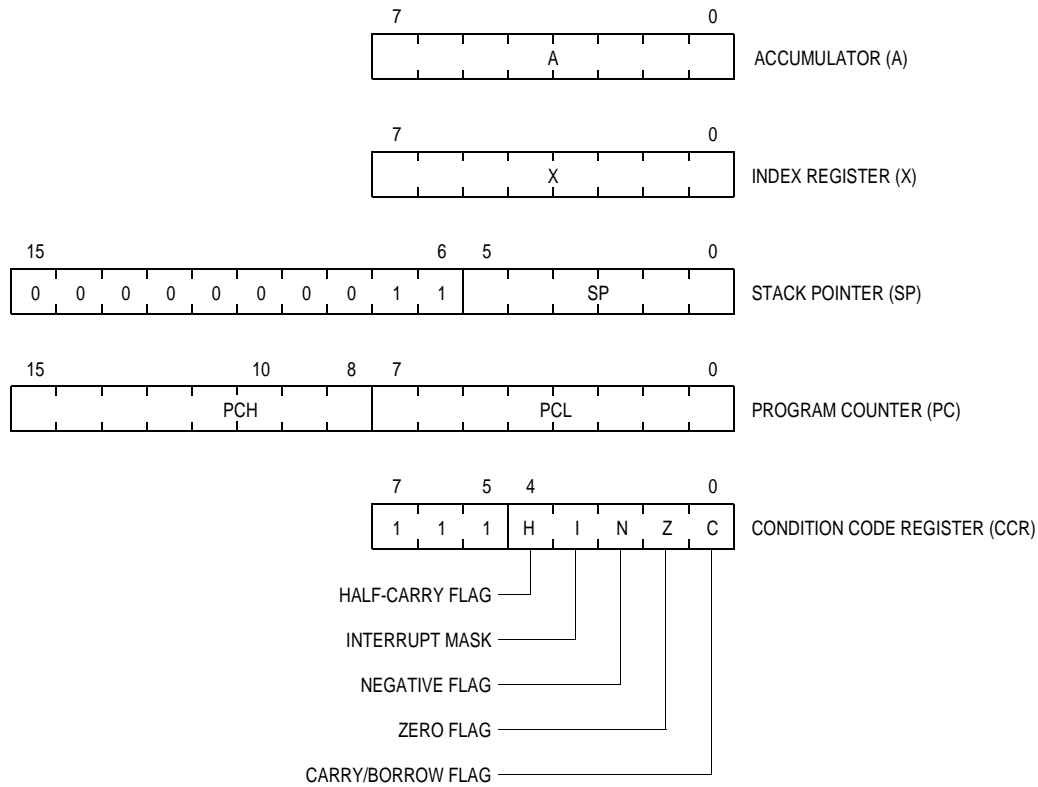 7 0
A ACCUMULATOR (A)
7 0
X INDEX REGISTER (X)
15 6 5 0
0 0 0 0 0 0 0 0 1 1 SP STACK POINTER (SP)
15 10 8 7 0
PCH PCL PROGRAM COUNTER (PC)
7 5 4 0
1 1 1 H I N Z C CONDITION CODE REGISTER (CCR)
HALF-CARRY FLAG
INTERRUPT MASK
NEGATIVE FLAG
ZERO FLAG
CARRY/BORROW FLAG